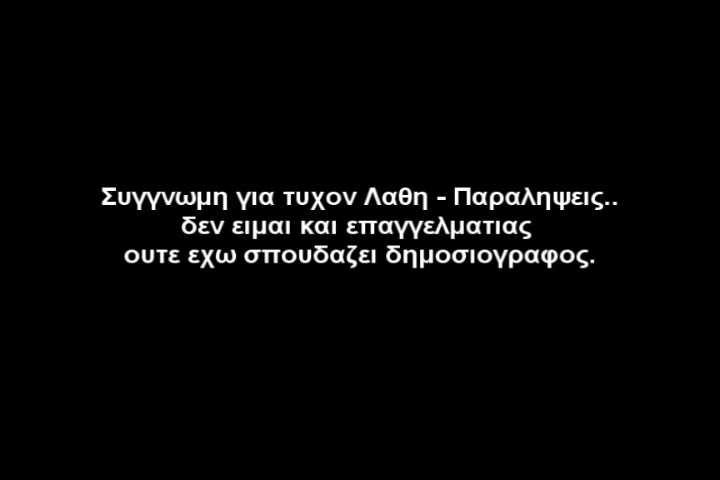 Συγγνωμη για τυχον Λαθη - Παραληψεις..
δεν ειμαι και επαγγελματιας
ουτε εχω σπουδαζει δημοσιογραφος.